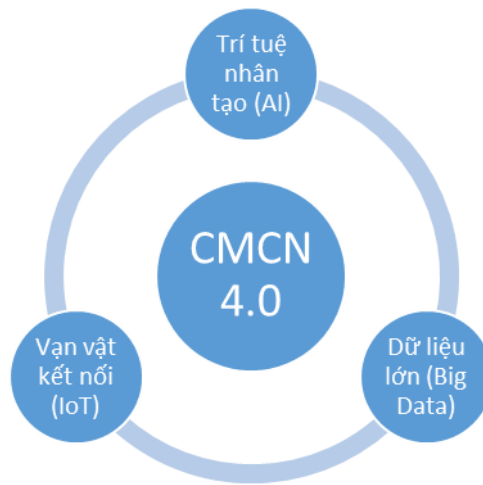 Trí tuệ
nhân
tạo (AI)
CMCN
4.0
Vạn vật
kết nối
(IoT)
Dữ liệu
lớn (Big
Data)